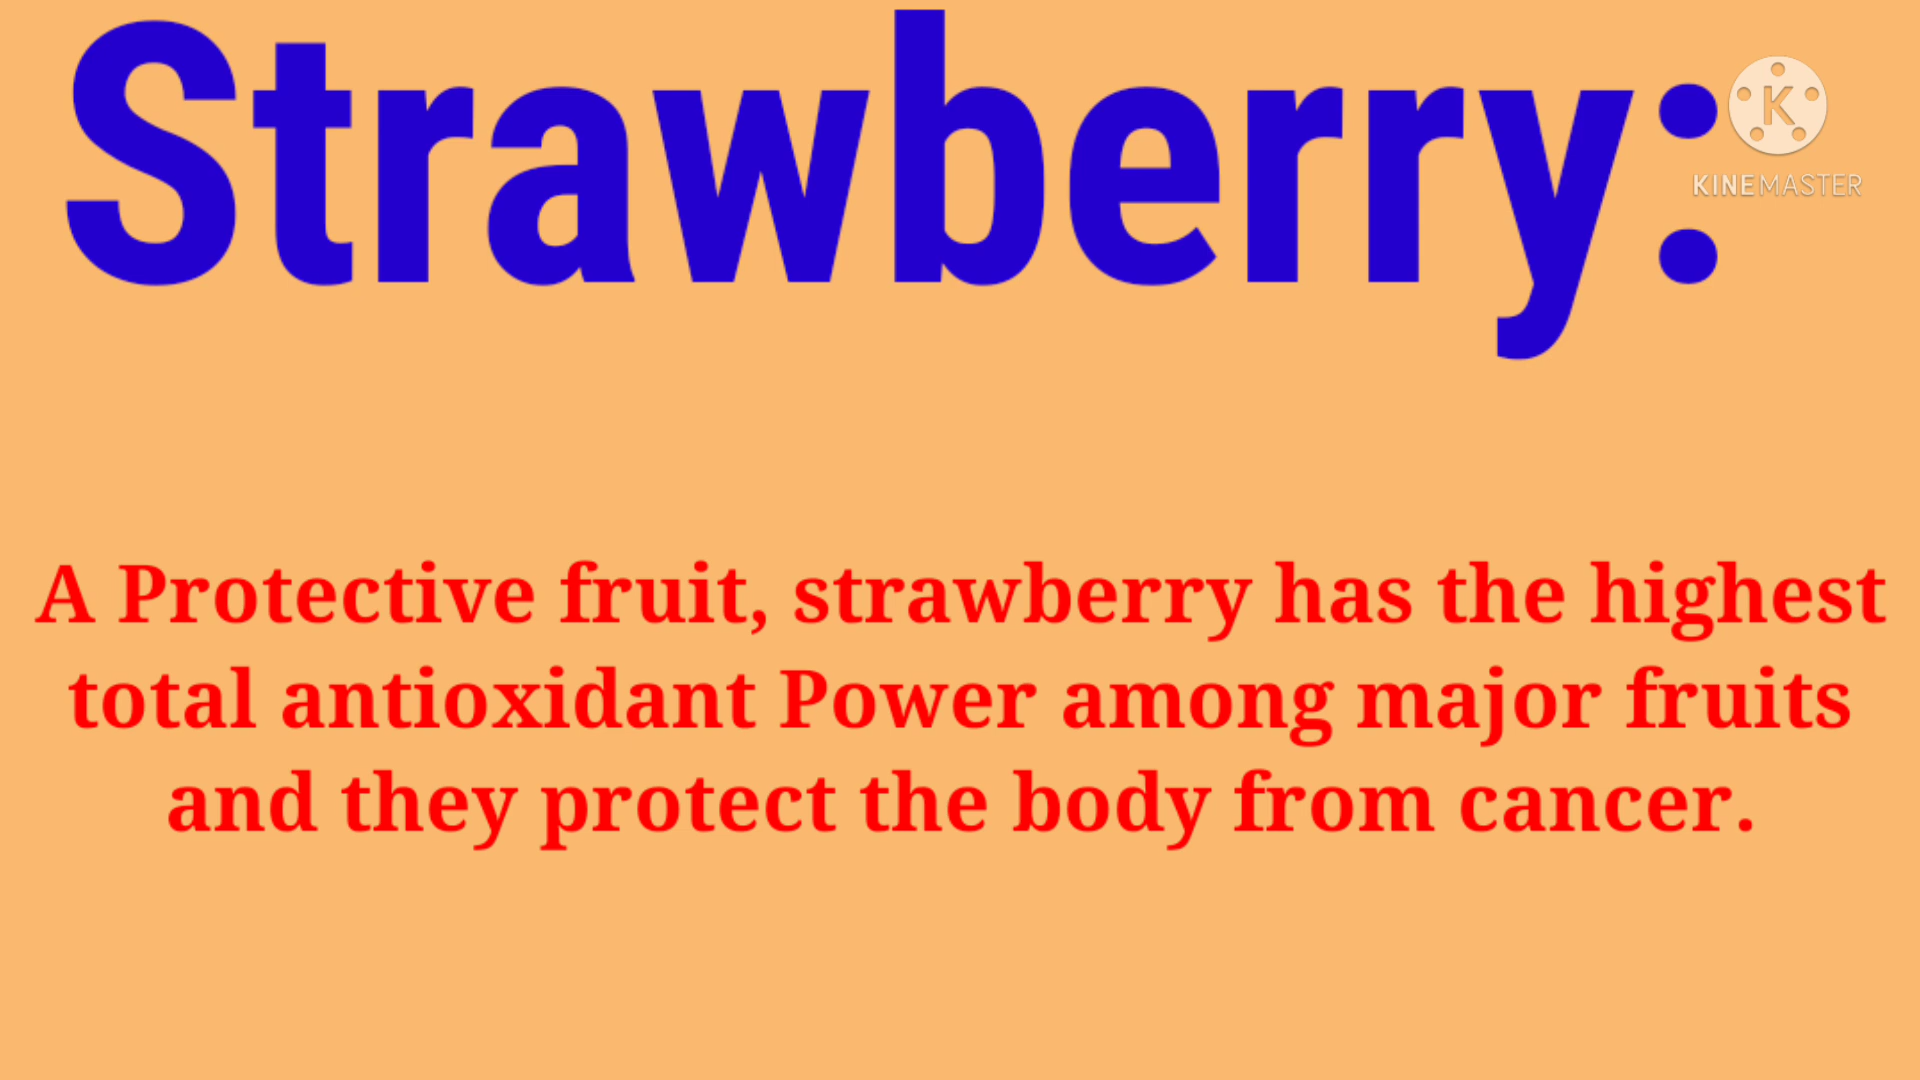 Strawberry:
K
KINEMASTER
A Protective fruit, strawberry has the highest
total antioxidant Power among major fruits
and they protect the body from cancer.